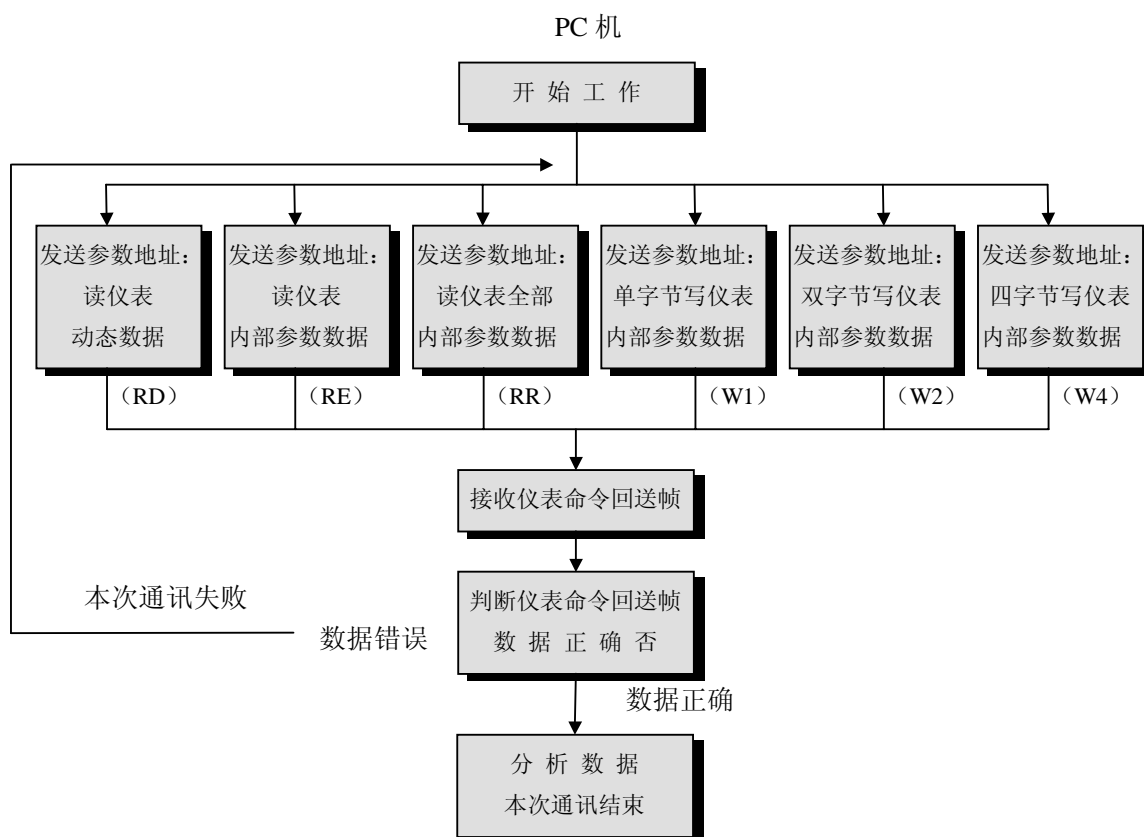 PC 机
开 始 工 作
发送参数地址：
读仪表
动态数据
（RD）
发送参数地址：
读仪表
内部参数数据
（RE）
发送参数地址：
读仪表全部
内部参数数据
（RR）
发送参数地址：
单字节写仪表
内部参数数据
（W1）
发送参数地址：
双字节写仪表
内部参数数据
（W2）
发送参数地址：
四字节写仪表
内部参数数据
（W4）
接收仪表命令回送帧
判断仪表命令回送帧
数 据 正 确 否
本次通讯失败
数据错误
数据正确
分 析 数 据
本次通讯结束